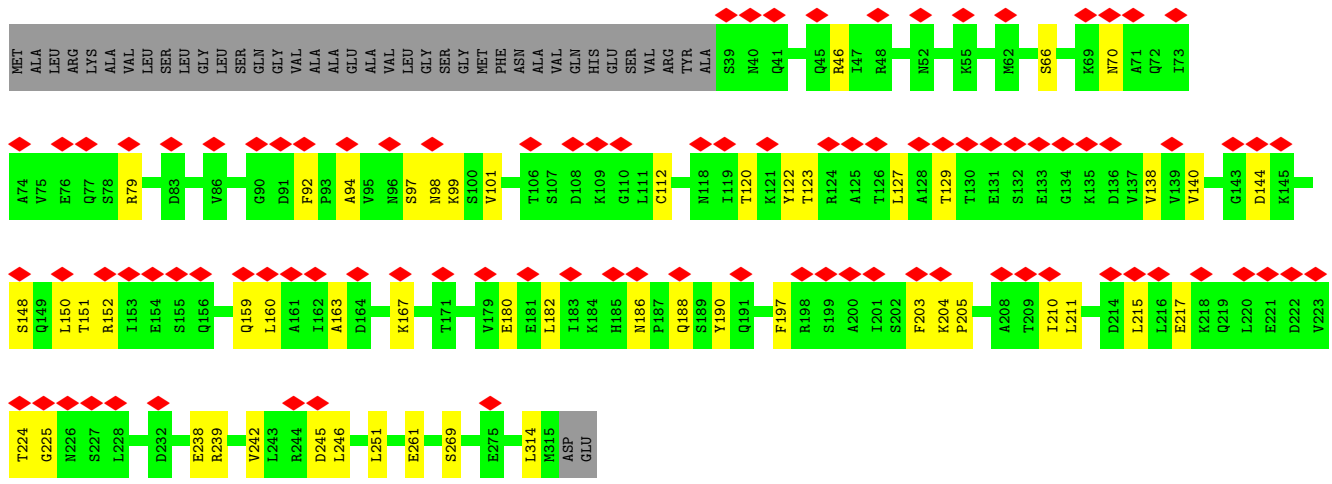 MET ALA LEU ARG LYS ALA VAL LEU SER LEU GLY LEU SER GLN GLY VAL ALA ALA GLU ALA VAL LEU GLY SER GLY MET PHE ASN ALA VAL GLN HIS GLU SER VAL ARG TYR ALA S39 N40 Q41 Q45 R46 I47 R48 N52 K55 M62 S66 K69 N70 A71 Q72 I73
A74 V75 E76 Q77 S78 R79 D83 V86 G90 D91 F92 P93 A94 V95 N96 S97 N98 K99 S100 V101 T106 S107 D108 K109 G110 L111 C112 N118 I119 T120 K121 Y122 T123 R124 A125 T126 L127 A128 T129 T130 E131 S132 E133 G134 K135 D136 V137 V138 V139 V140 G143 D144 K145
S148 Q149 L150 T151 R152 I153 E154 S155 Q156 Q159 L160 A161 I162 A163 D164 K167 T171 V179 E180 E181 L182 I183 K184 H185 N186 P187 Q188 S189 Y190 Q191 F197 R198 S199 A200 I201 S202 F203 K204 P205 A208 T209 I210 L211 D214 L215 L216 E217 K218 Q219 L220 E221 D222 V223
T224 G225 N226 S227 L228 D232 E238 R239 V242 L243 R244 D245 L246 L251 E261 S269 E275 L314 M315 ASP GLU